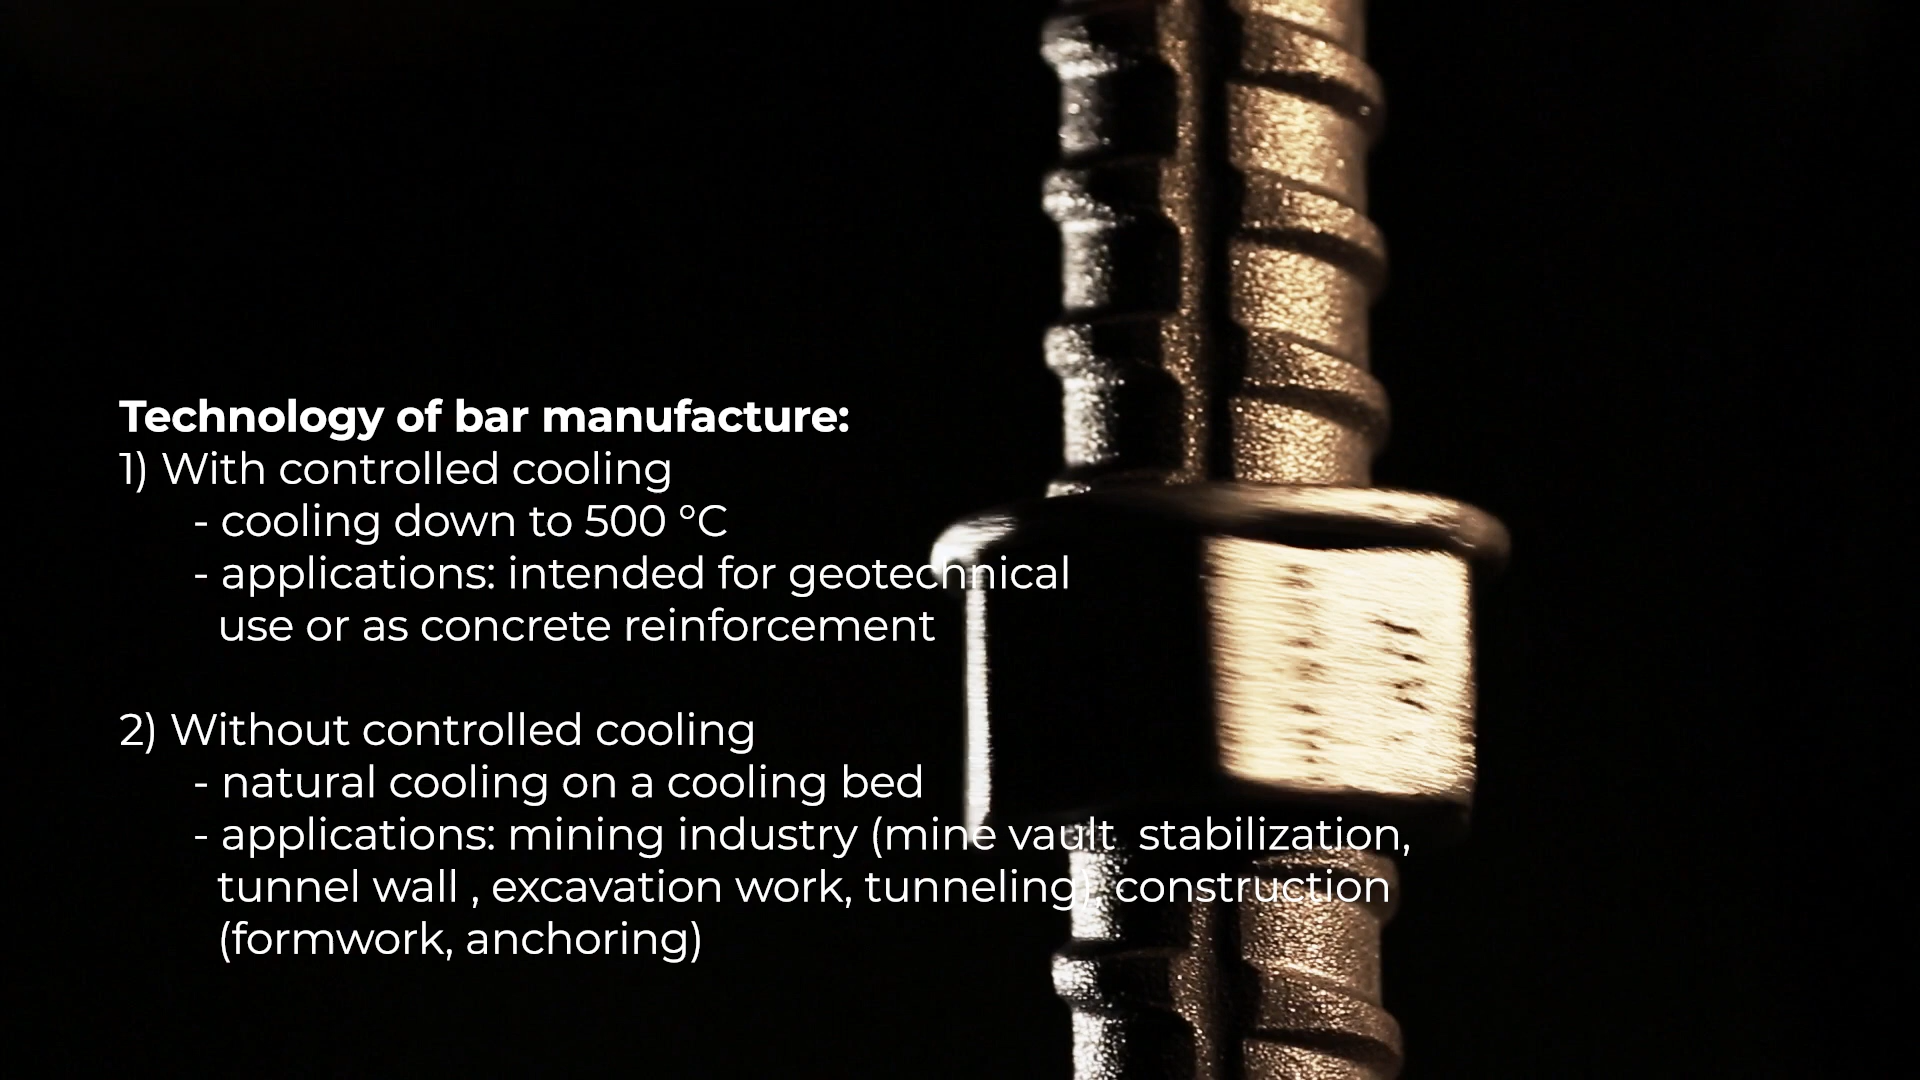 Technology of bar manufacture:
1) With controlled cooling
- cooling down to 500 °C
- applications: intended for geotechnical
use or as concrete reinforcement
2) Without controlled cooling
- natural cooling on a cooling bed
- applications: mining industry (mine vault  stabilization,
tunnel wall , excavation work, tunneling), construction
(formwork, anchoring)